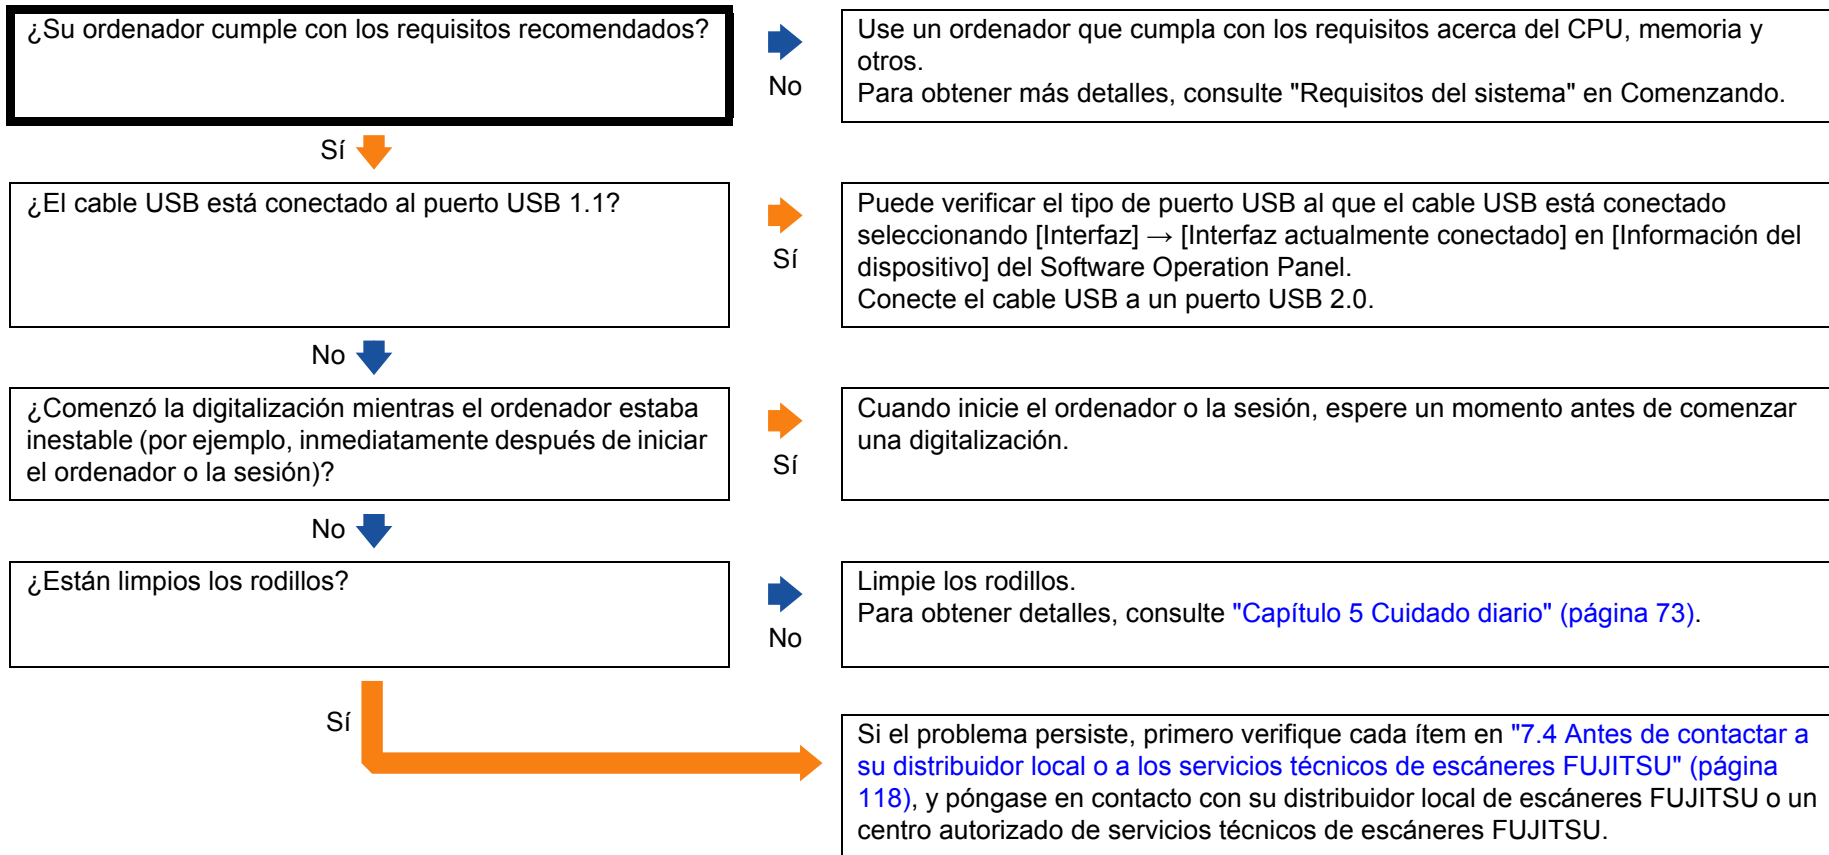 ¿Su ordenador cumple con los requisitos recomendados?
No
Use un ordenador que cumpla con los requisitos acerca del CPU, memoria y
otros.
Para obtener más detalles, consulte "Requisitos del sistema" en Comenzando.
Sí
¿El cable USB está conectado al puerto USB 1.1?
Sí
Puede verificar el tipo de puerto USB al que el cable USB está conectado
seleccionando [Interfaz] → [Interfaz actualmente conectado] en [Información del
dispositivo] del Software Operation Panel.
Conecte el cable USB a un puerto USB 2.0.
No
¿Comenzó la digitalización mientras el ordenador estaba
inestable (por ejemplo, inmediatamente después de iniciar
el ordenador o la sesión)?
Sí
Cuando inicie el ordenador o la sesión, espere un momento antes de comenzar
una digitalización.
No
¿Están limpios los rodillos?
No
Limpie los rodillos.
Para obtener detalles, consulte "Capítulo 5 Cuidado diario" (página 73).
Sí
Si el problema persiste, primero verifique cada ítem en "7.4 Antes de contactar a
su distribuidor local o a los servicios técnicos de escáneres FUJITSU" (página
118), y póngase en contacto con su distribuidor local de escáneres FUJITSU o un
centro autorizado de servicios técnicos de escáneres FUJITSU.